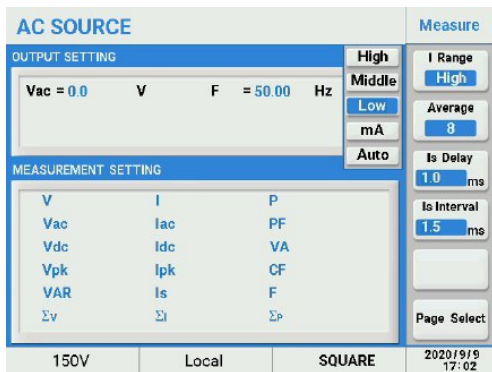 AC SOURCE
Measure
OUTPUT SETTING
Vac = 0.0 V F = 50.00 Hz
High
Middle
Low
mA
Auto
I Range
High
Average
8
Is Delay
1.0 ms
Is Interval
1.5 ms
Page Select
MEASUREMENT SETTING
V I P
Vac Iac PF
Vdc Idc VA
Vpk Ipk CF
VAR Is F
Σv Σı Σᴘ
150V Local SQUARE
2020/9/9
17:02